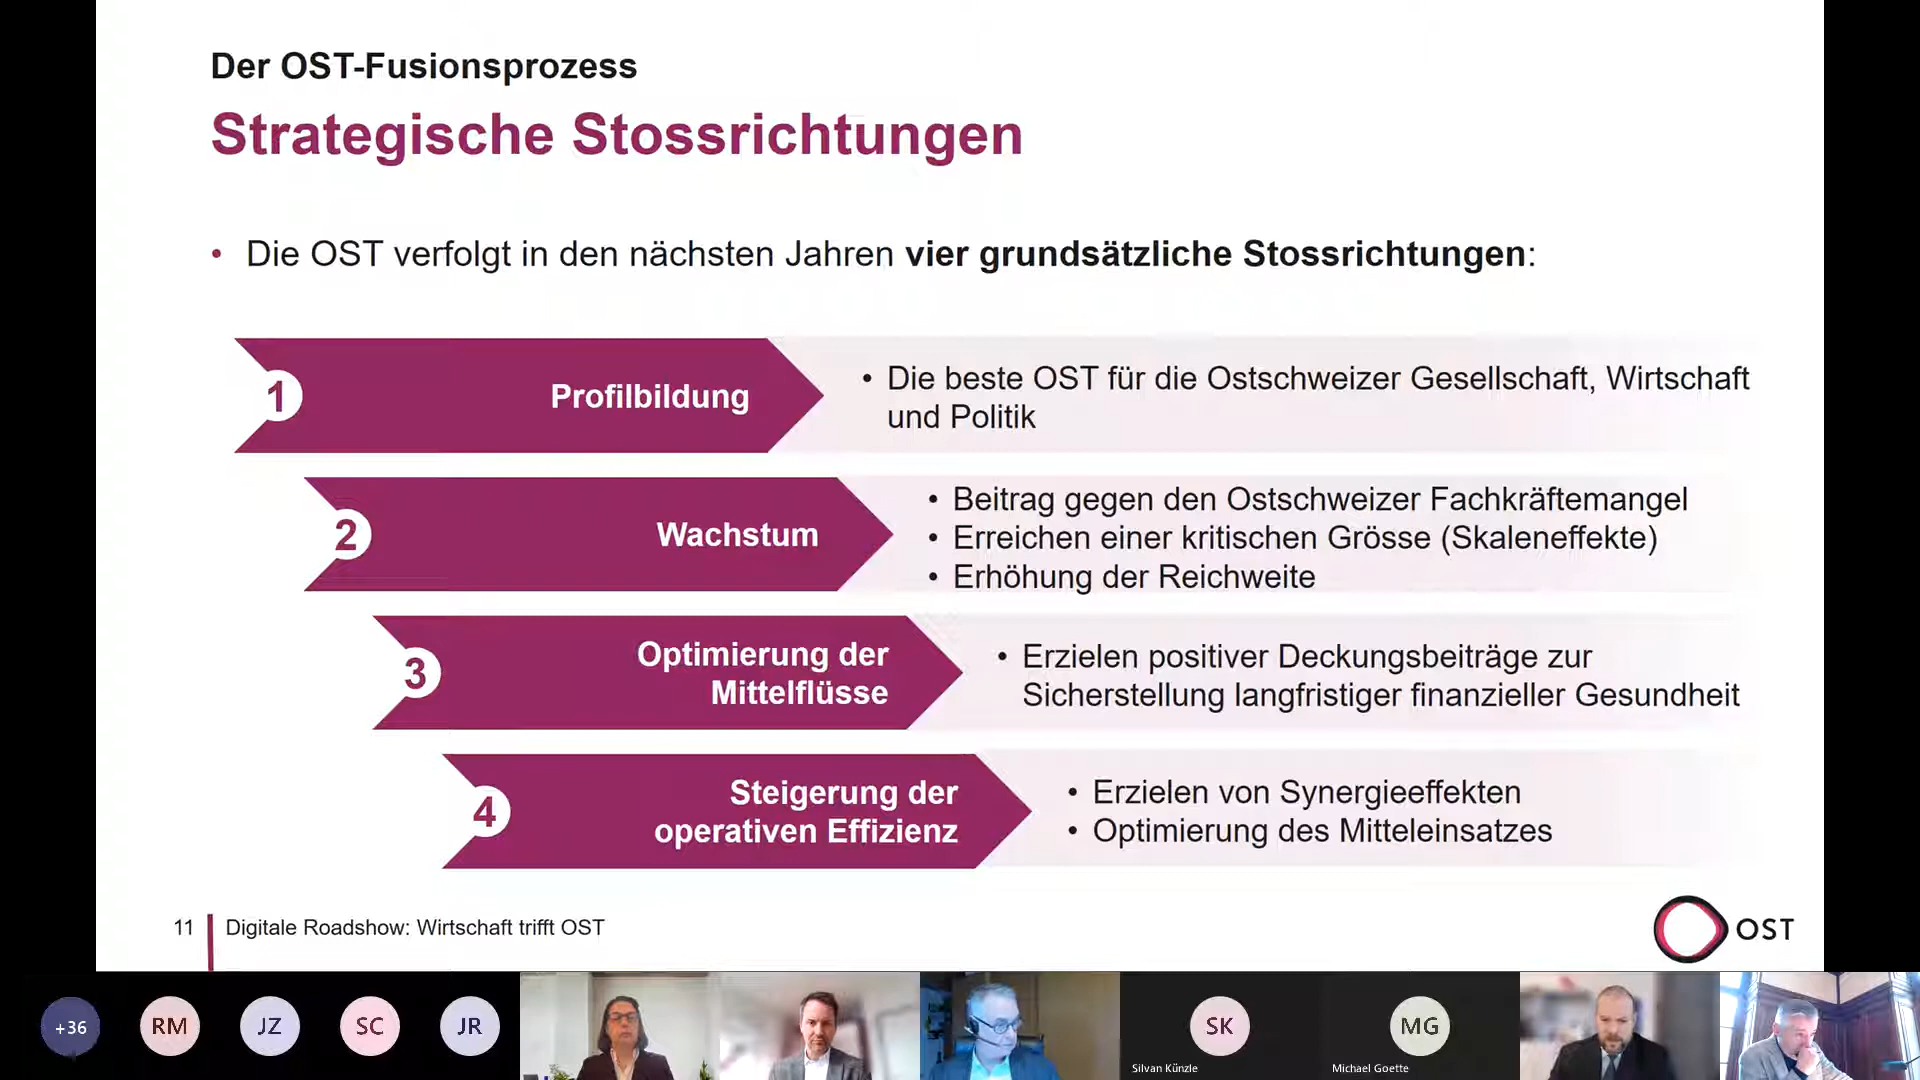 Der OST-Fusionsprozess
Strategische Stossrichtungen
• Die OST verfolgt in den nächsten Jahren vier grundsätzliche Stossrichtungen:
1
Profilbildung
• Die beste OST für die Ostschweizer Gesellschaft, Wirtschaft
und Politik
2
Wachstum
• Beitrag gegen den Ostschweizer Fachkräftemangel
• Erreichen einer kritischen Grösse (Skaleneffekte)
• Erhöhung der Reichweite
3
Optimierung der
Mittelflüsse
• Erzielen positiver Deckungsbeiträge zur
Sicherstellung langfristiger finanzieller Gesundheit
4
Steigerung der
operativen Effizienz
• Erzielen von Synergieeffekten
• Optimierung des Mitteleinsatzes
11
Digitale Roadshow: Wirtschaft trifft OST
OST
+36
RM
JZ
SC
JR
SK
Silvan Künzle
MG
Michael Goette